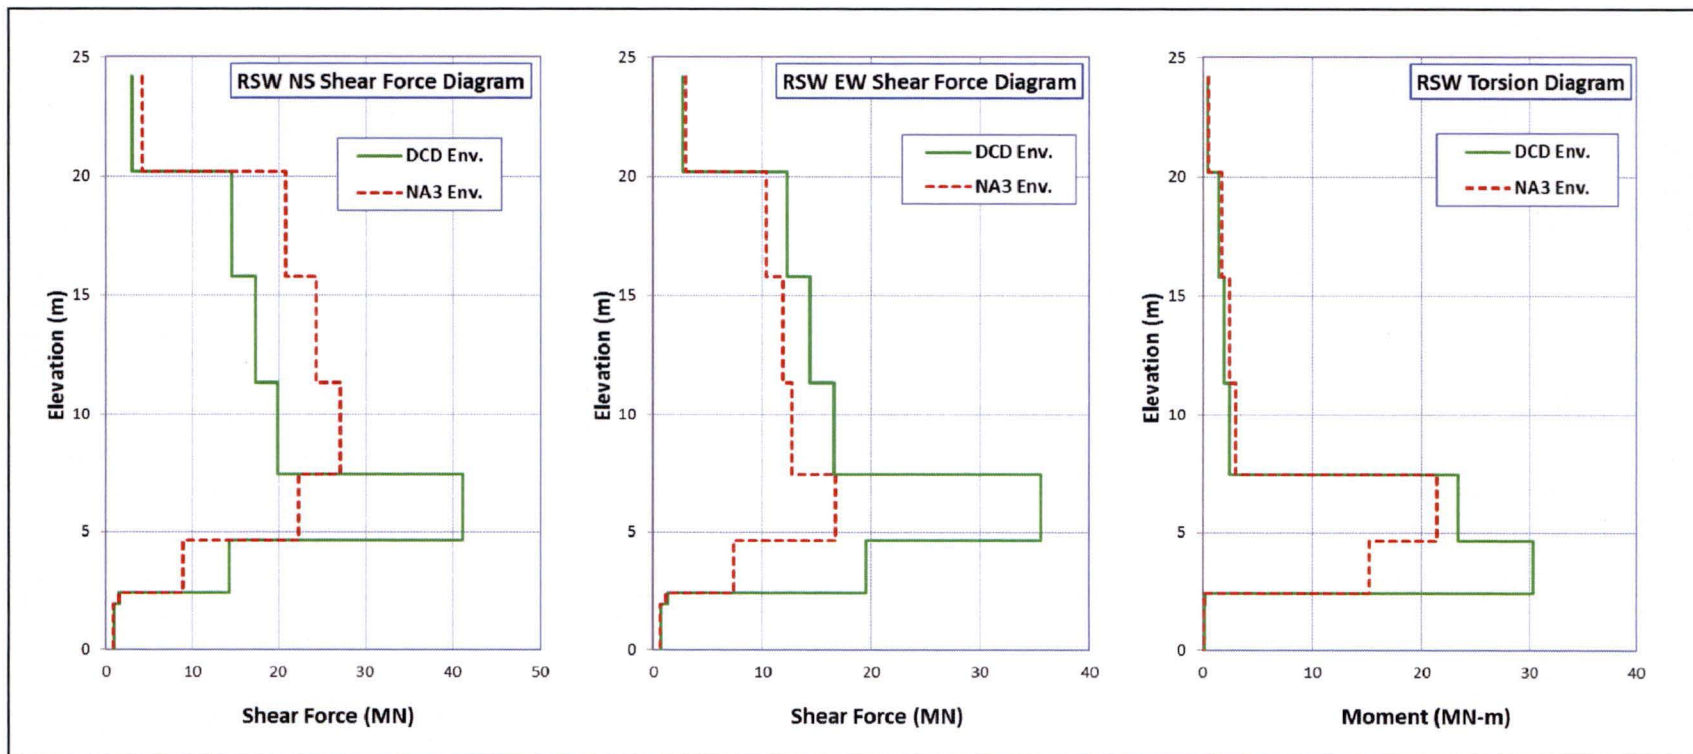 RSW NS Shear Force Diagram
DCD Env.
NA3 Env.
25
20
15
10
5
0
Elevation (m)
0 10 20 30 40 50
Shear Force (MN)
RSW EW Shear Force Diagram
DCD Env.
NA3 Env.
25
20
15
10
5
0
Elevation (m)
0 10 20 30 40
Shear Force (MN)
RSW Torsion Diagram
DCD Env.
NA3 Env.
25
20
15
10
5
0
Elevation (m)
0 10 20 30 40
Moment (MN-m)